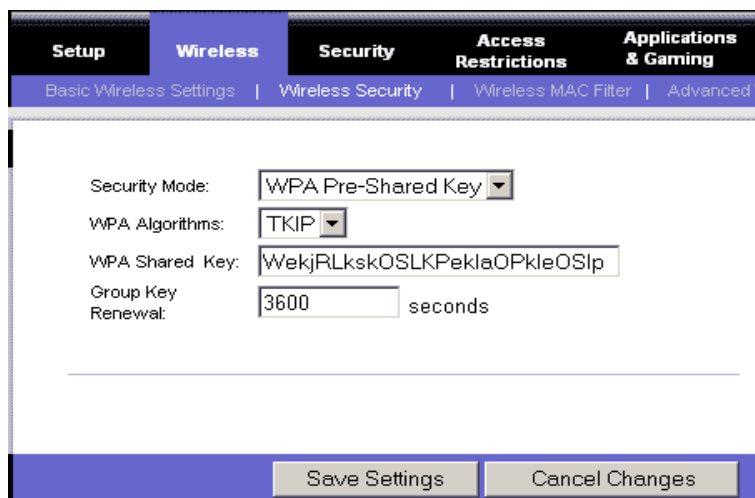 Setup Wireless Security Access Restrictions Applications & Gaming
Basic Wireless Settings | Wireless Security | Wireless MAC Filter | Advanced
Security Mode: WPA Pre-Shared Key
WPA Algorithms: TKIP
WPA Shared Key: WekjRLkskOSLKPeklaOPkleOSlp
Group Key Renewal: 3600 seconds
Save Settings Cancel Changes